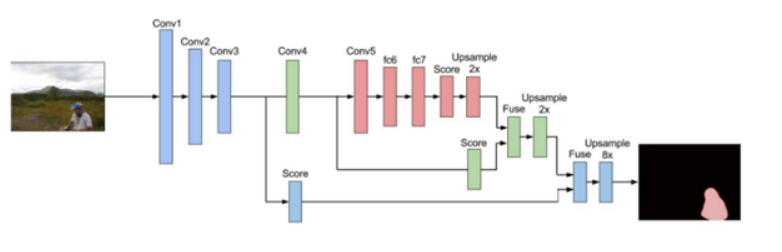 Conv1
Conv2
Conv3
Conv4
Conv5
fc6
fc7
Score
Upsample
2x
Fuse
Upsample
2x
Score
Fuse
Upsample
8x
Score